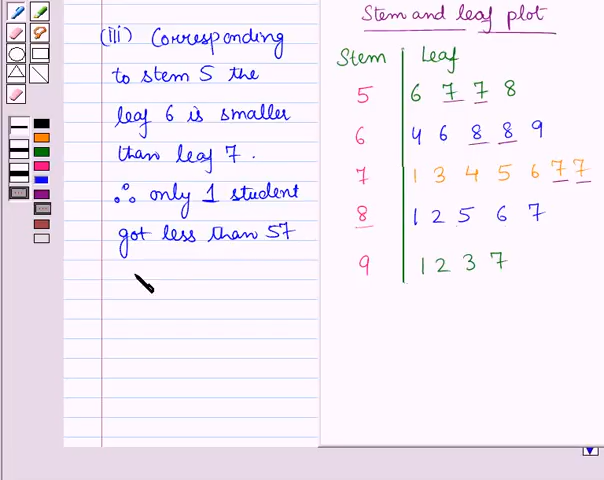 Stem and leaf plot
(iii) Corresponding
to stem 5 the
leaf 6 is smaller
than leaf 7.
∴ only 1 student
got less than 57
Stem Leaf
5 6 7 7 8
6 4 6 8 8 9
7 1 3 4 5 6 7 7
8 1 2 5 6 7
9 1 2 3 7